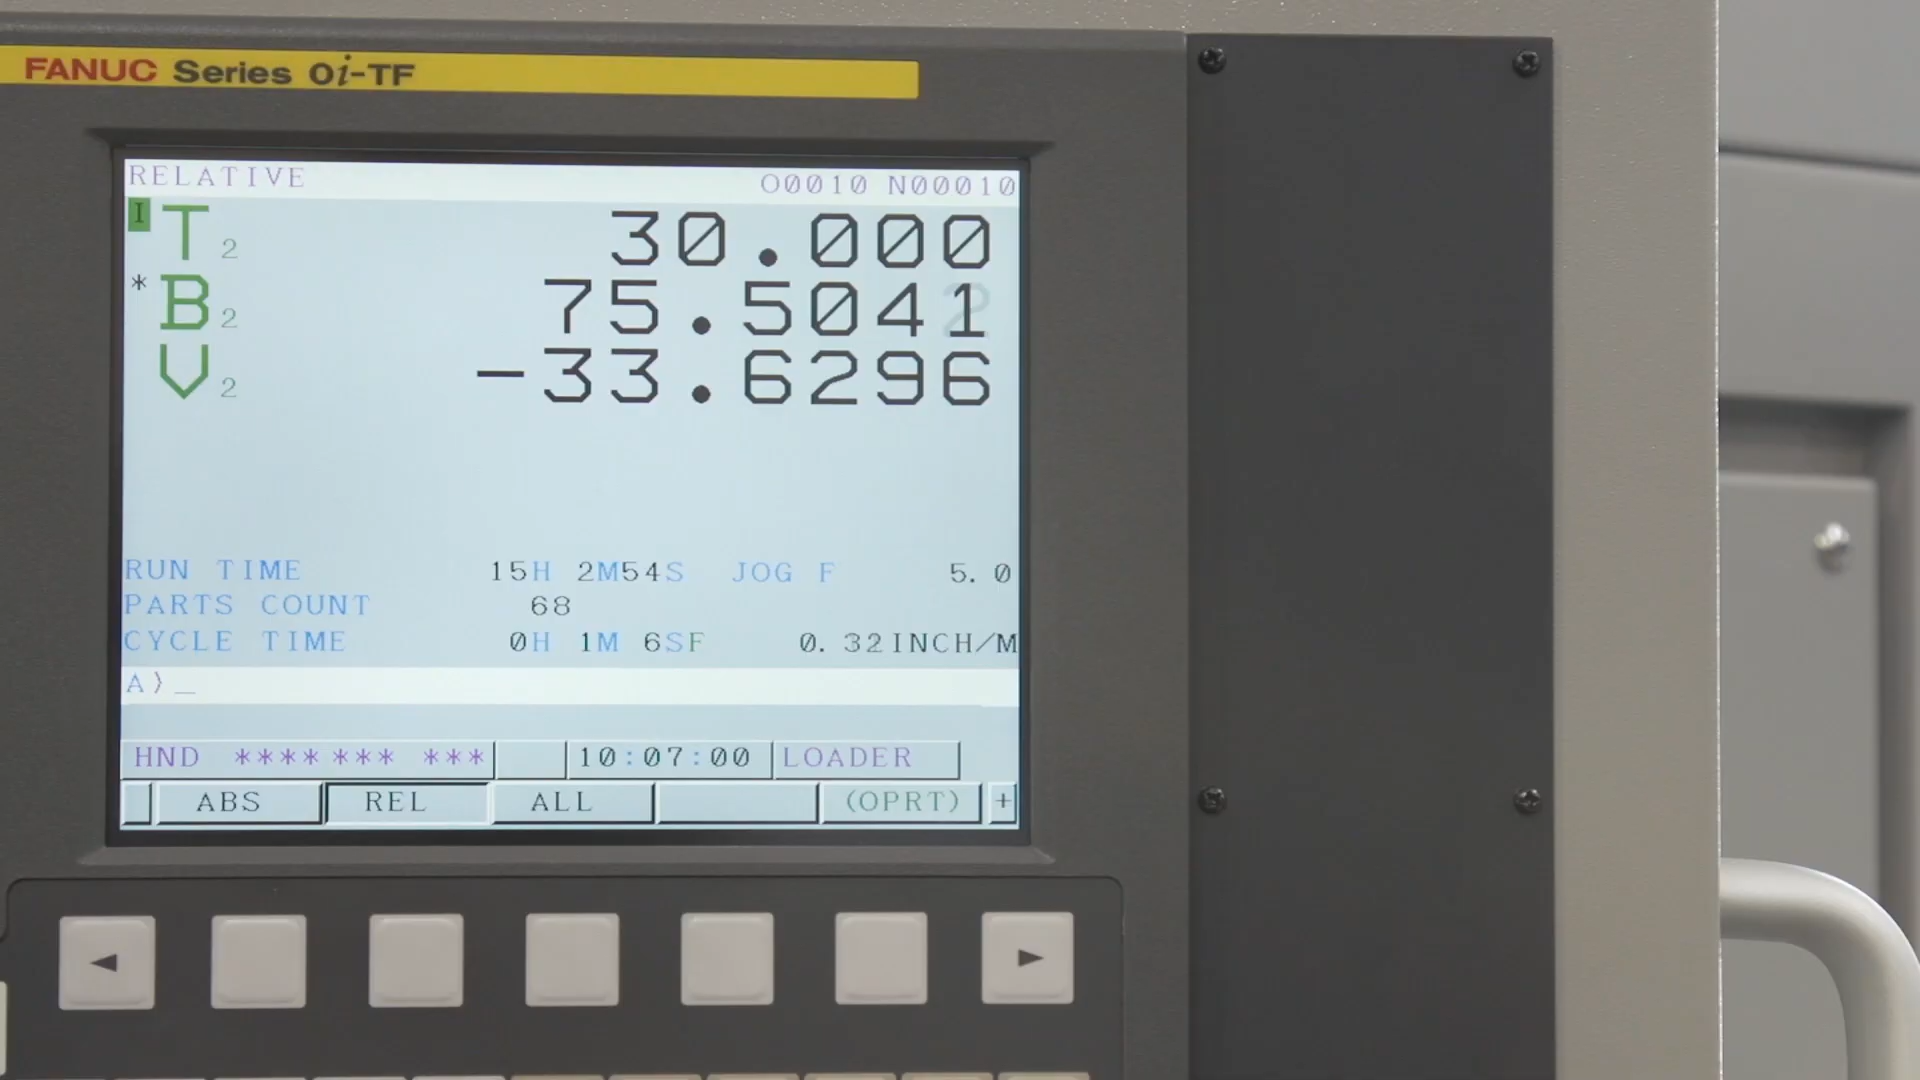 FANUC Series 0i-TF
RELATIVE O0010 N00010
I T2 30.000
* B2 75.5041
V2 -33.6296
RUN TIME 15H 2M54S JOG F 5.0
PARTS COUNT 68
CYCLE TIME 0H 1M 6S F 0.32INCH/M
A)_
HND **** *** *** 10:07:00 LOADER
ABS REL ALL (OPRT) +